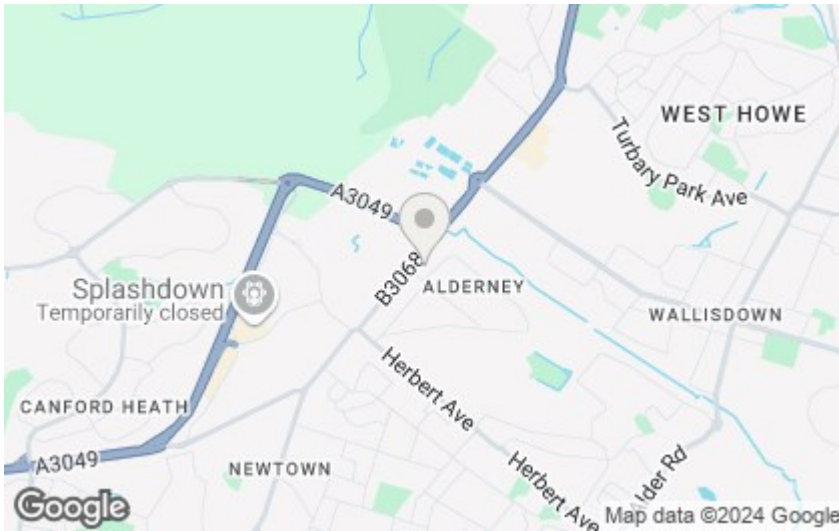 WEST HOWE
Turbary Park Ave
A3049
B3068
ALDERNEY
Splashdown
Temporarily closed
WALLISDOWN
Herbert Ave
CANFORD HEATH
A3049
NEWTOWN
Herbert Ave
Alder Rd
Google
Map data ©2024 Google